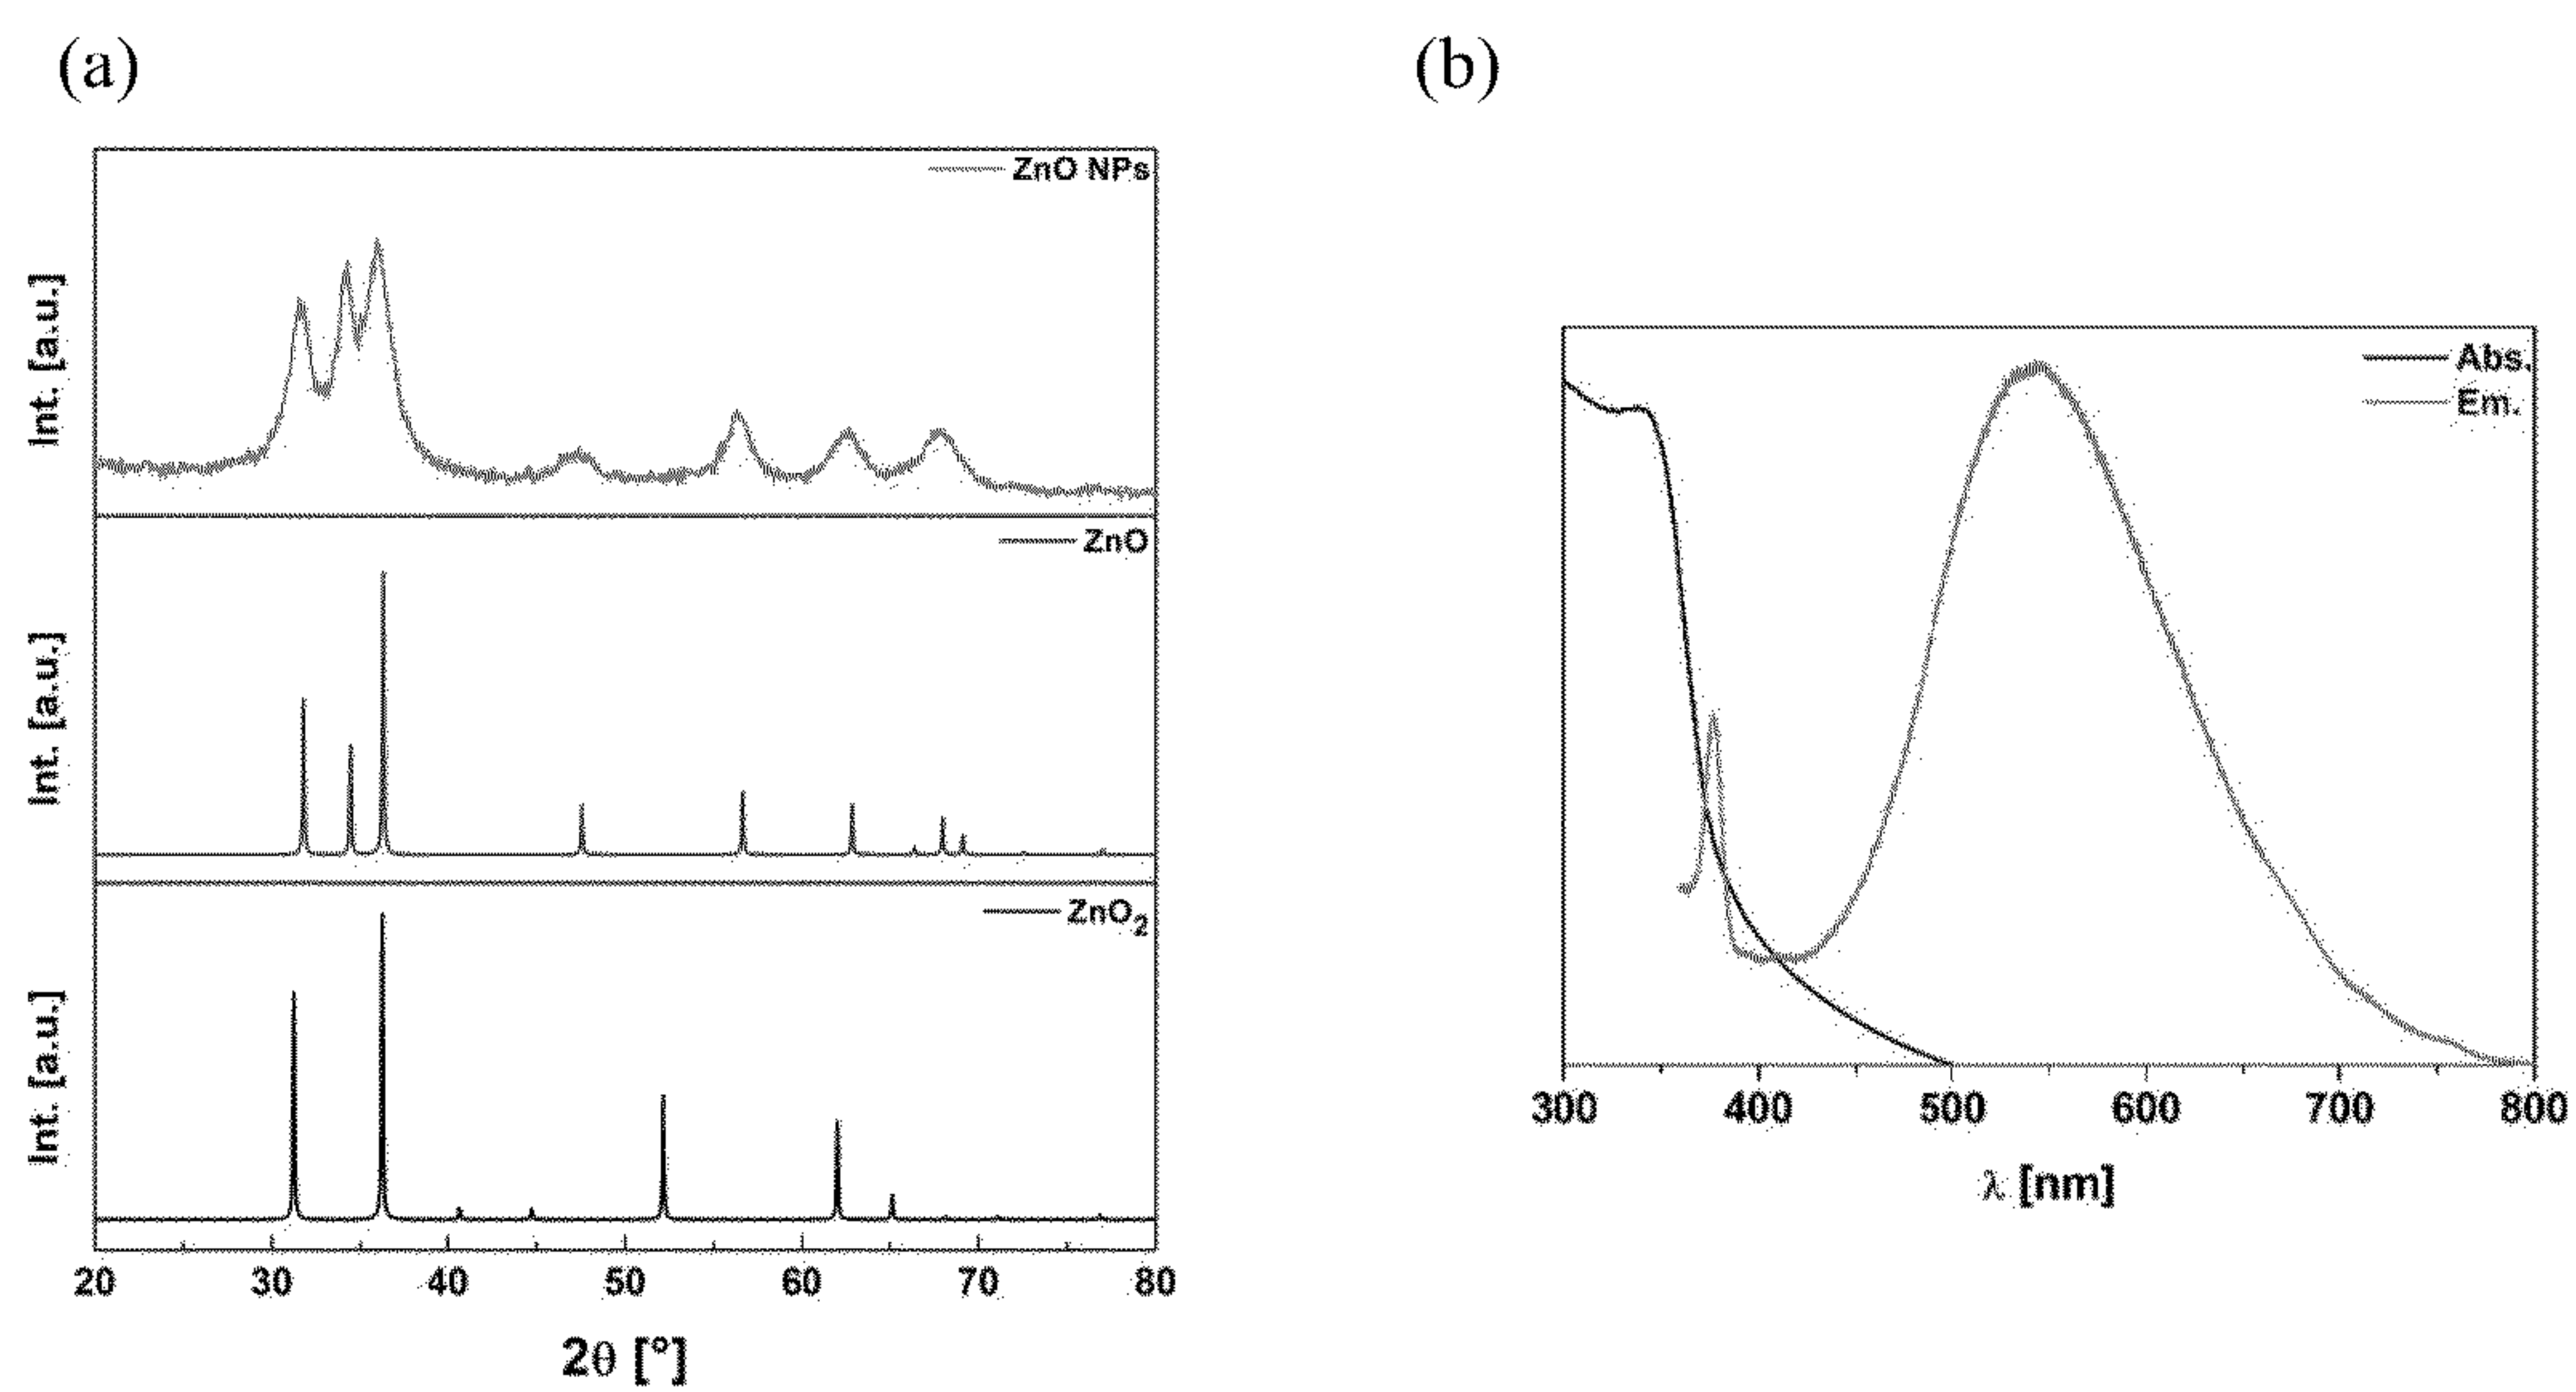 (a)
(b)
ZnO NPs
Int. [a.u.]
ZnO
Int. [a.u.]
ZnO2
Int. [a.u.]
20 30 40 50 60 70 80
2θ [°]
Abs.
Em.
300 400 500 600 700 800
λ [nm]